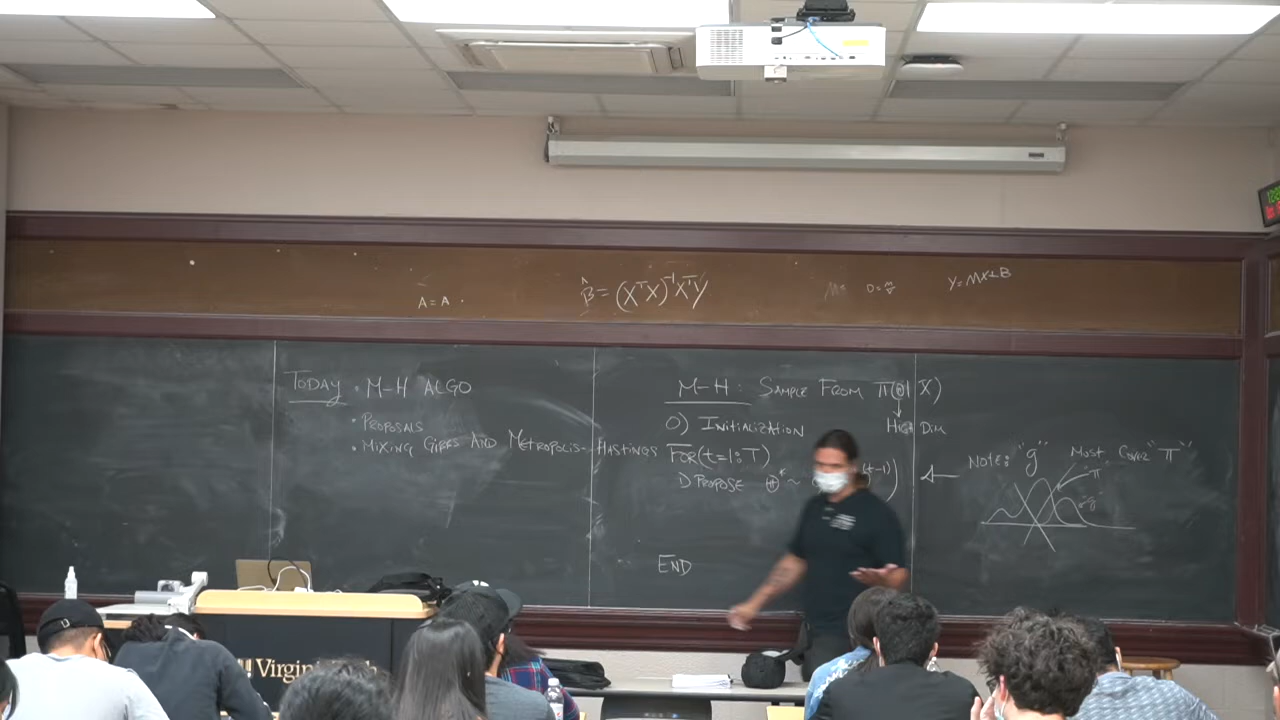 A = A .
β̂ = (XᵀX)⁻¹XᵀY
Y = MX + B
TODAY • M-H ALGO
• PROPOSALS
• MIXING GIBBS AND METROPOLIS-HASTINGS
M-H: SAMPLE FROM π(θ| X)
HIGH DIM
0) INITIALIZATION
FOR(t=1:T)
1) PROPOSE θ* ~ (t-1))
END
NOTE: "g" MUST COVER "π"
"π"
"g"
Virgin